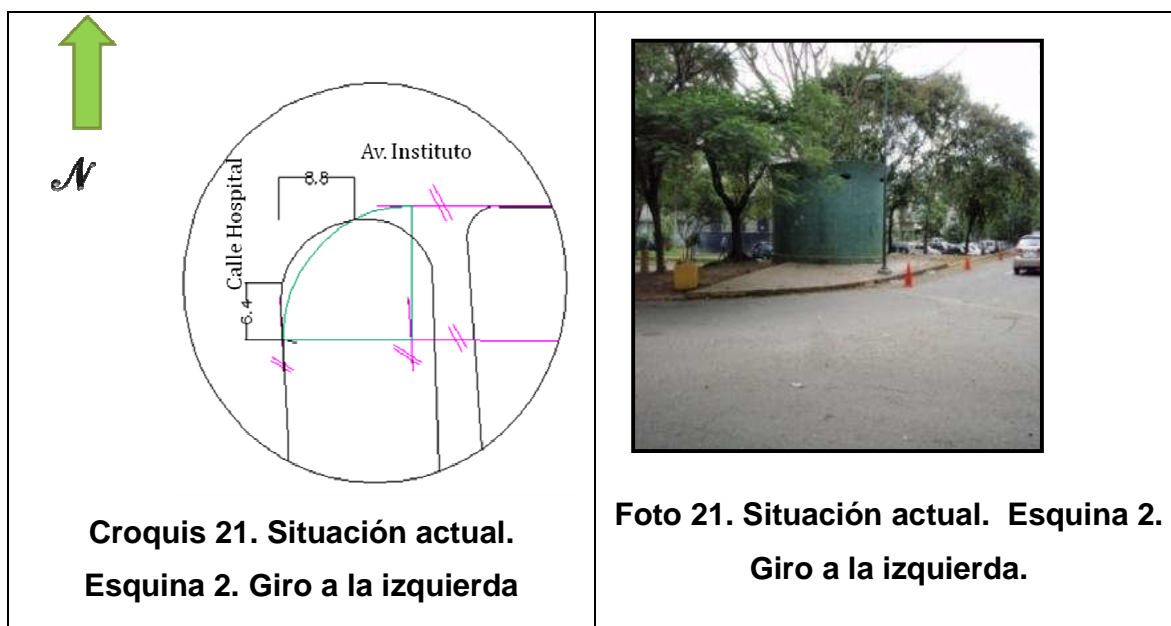 N
Av. Instituto
Calle Hospital
8.8
6.4
Croquis 21. Situación actual.
Esquina 2. Giro a la izquierda
Foto 21. Situación actual. Esquina 2.
Giro a la izquierda.